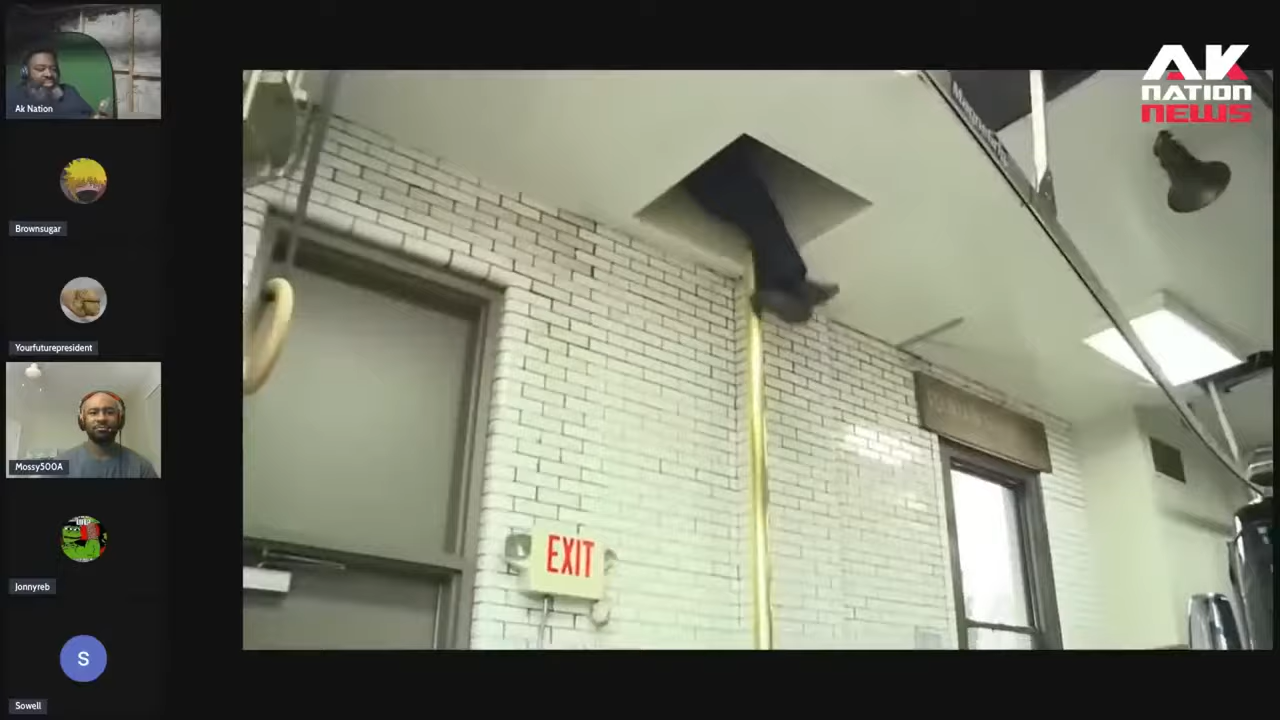 Ak Nation
Brownsugar
Yourfuturepresident
Mossy500A
Jonnyreb
S
Sowell
EXIT
AK
NATION
NEWS